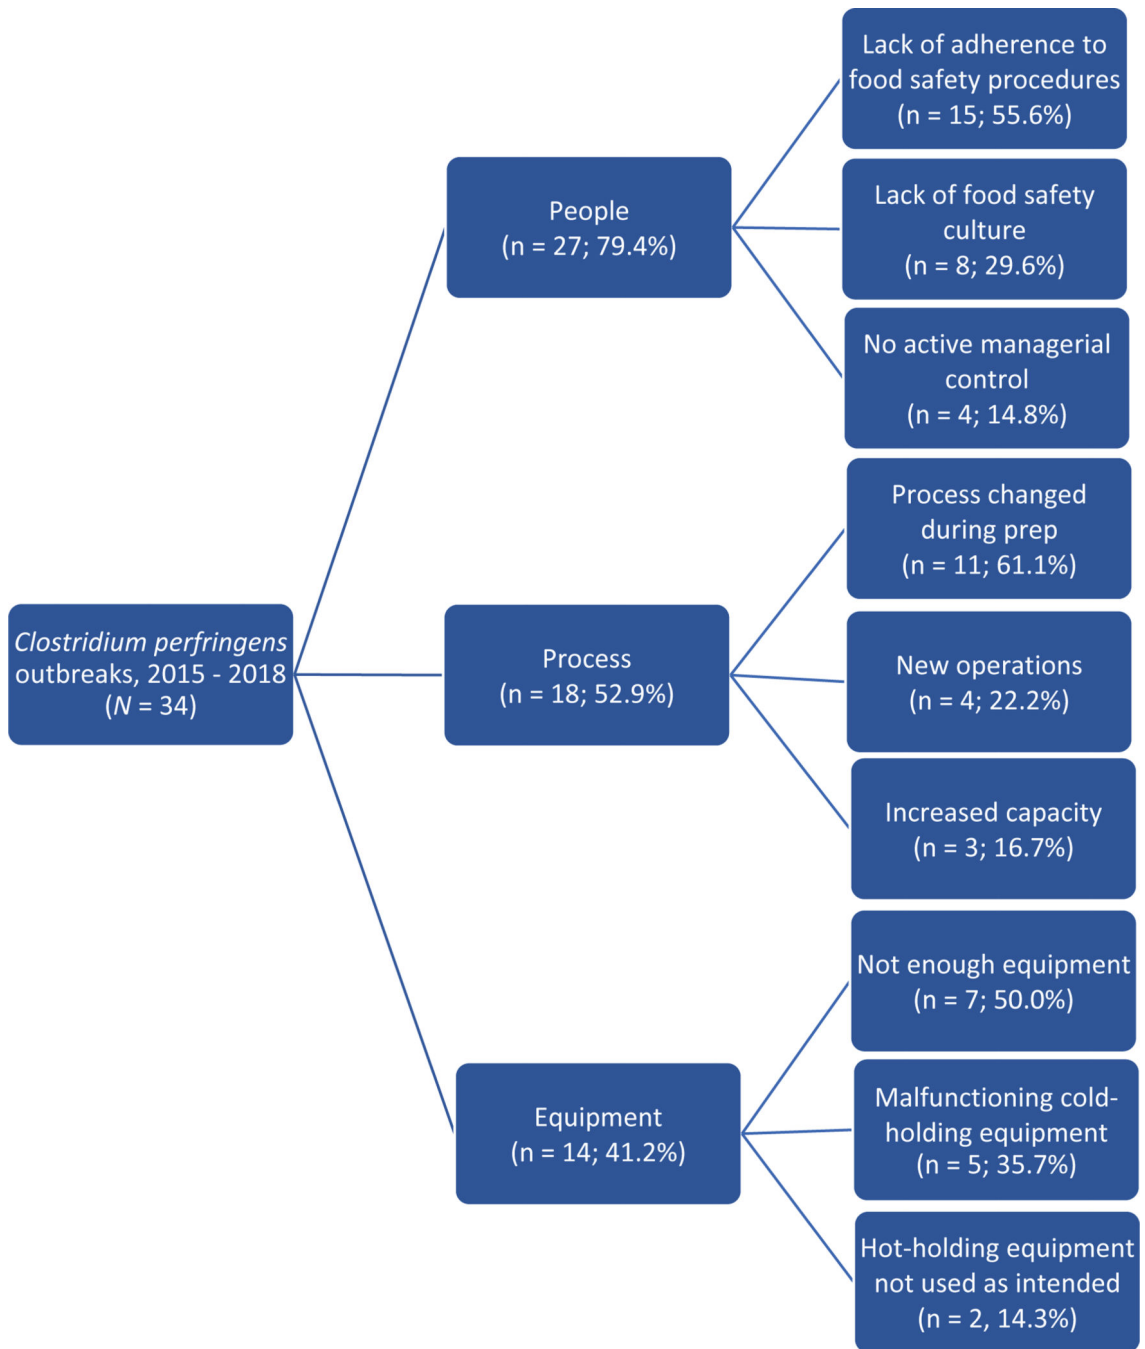 Lack of adherence to
food safety procedures
(n = 15; 55.6%)
People
(n = 27; 79.4%)
Lack of food safety
culture
(n = 8; 29.6%)
No active managerial
control
(n = 4; 14.8%)
Process changed
during prep
(n = 11; 61.1%)
Clostridium perfringens
outbreaks, 2015 - 2018
(N = 34)
Process
(n = 18; 52.9%)
New operations
(n = 4; 22.2%)
Increased capacity
(n = 3; 16.7%)
Not enough equipment
(n = 7; 50.0%)
Equipment
(n = 14; 41.2%)
Malfunctioning cold-
holding equipment
(n = 5; 35.7%)
Hot-holding equipment
not used as intended
(n = 2, 14.3%)